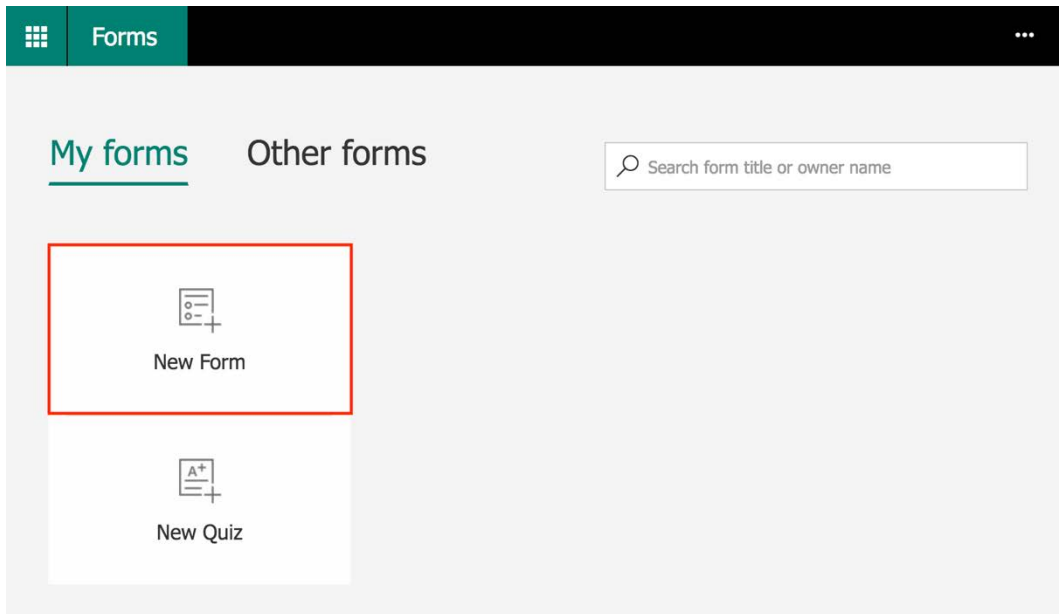 Forms
My forms Other forms
Search form title or owner name
New Form
A+
New Quiz